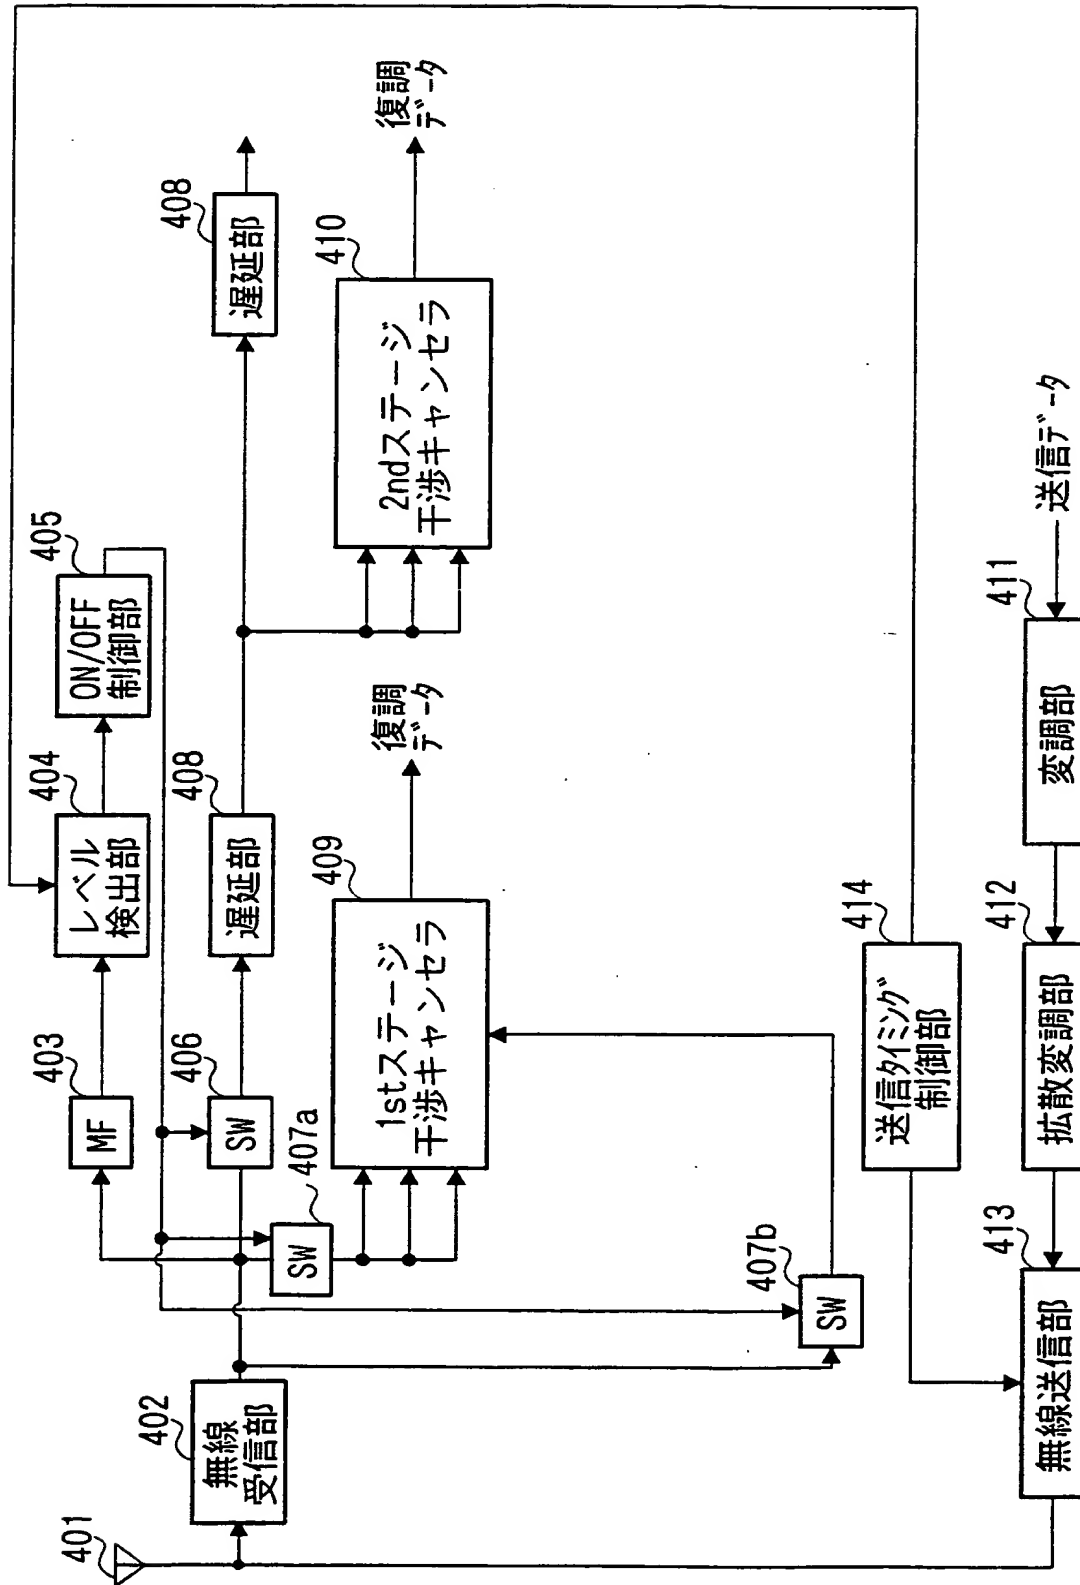 401
402
無線
受信部
403
MF
404
レベル
検出部
405
ON/OFF
制御部
406
SW
408
遅延部
408
遅延部
407a
SW
409
1stステージ
干渉キャンセラ
復調
データ
410
2ndステージ
干渉キャンセラ
復調
データ
407b
SW
414
送信タイミング
制御部
413
無線送信部
412
拡散変調部
411
変調部
送信データ